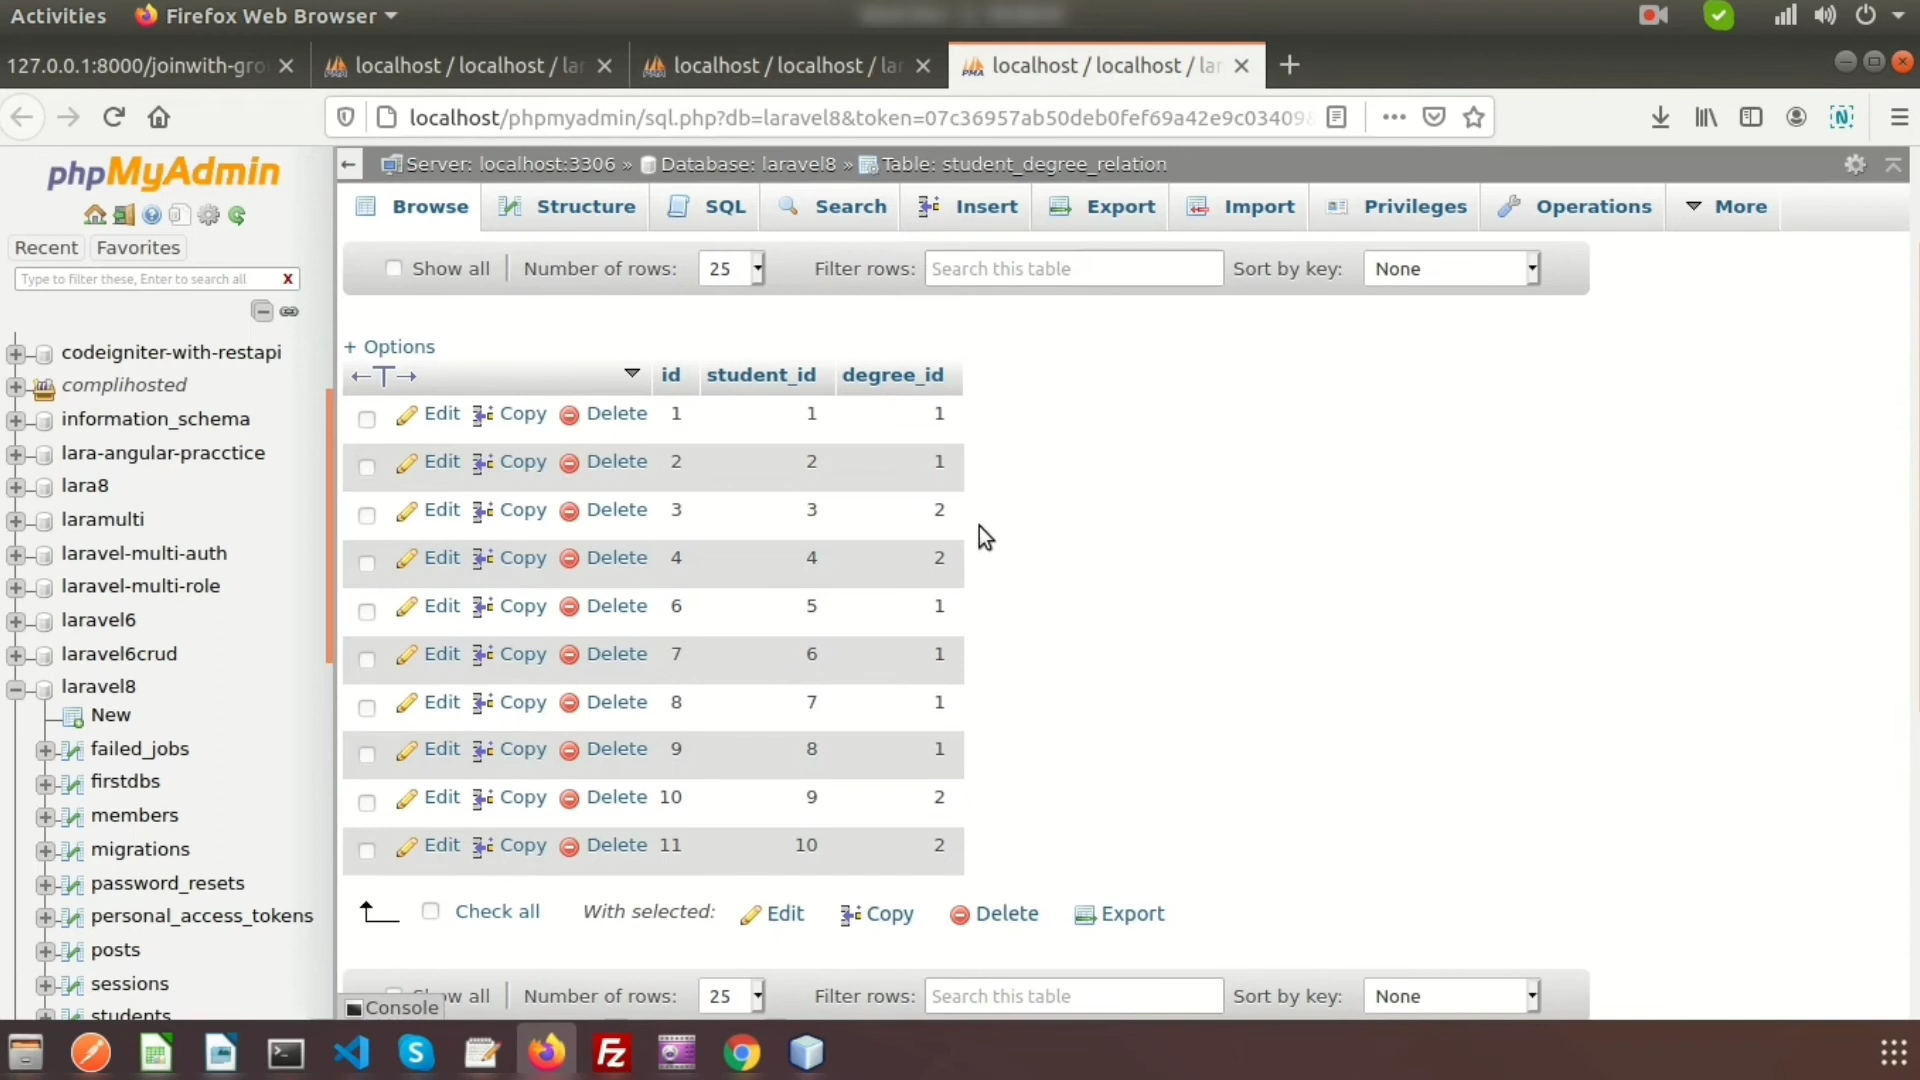 Activities Firefox Web Browser
127.0.0.1:8000/joinwith-gro localhost / localhost / lar localhost / localhost / lar localhost / localhost / lar
localhost/phpmyadmin/sql.php?db=laravel8&token=07c36957ab50deb0fef69a42e9c034098
phpMyAdmin
Recent Favorites
Type to filter these, Enter to search all X
codeigniter-with-restapi
complihosted
information_schema
lara-angular-pracctice
lara8
laramulti
laravel-multi-auth
laravel-multi-role
laravel6
laravel6crud
laravel8
New
failed_jobs
firstdbs
members
migrations
password_resets
personal_access_tokens
posts
sessions
students
Server: localhost:3306 » Database: laravel8 » Table: student_degree_relation
Browse Structure SQL Search Insert Export Import Privileges Operations More
Show all Number of rows: 25 Filter rows: Search this table Sort by key: None
+ Options
←T→ id student_id degree_id
Edit Copy Delete 1 1 1
Edit Copy Delete 2 2 1
Edit Copy Delete 3 3 2
Edit Copy Delete 4 4 2
Edit Copy Delete 6 5 1
Edit Copy Delete 7 6 1
Edit Copy Delete 8 7 1
Edit Copy Delete 9 8 1
Edit Copy Delete 10 9 2
Edit Copy Delete 11 10 2
Check all With selected: Edit Copy Delete Export
Show all Number of rows: 25 Filter rows: Search this table Sort by key: None
Console